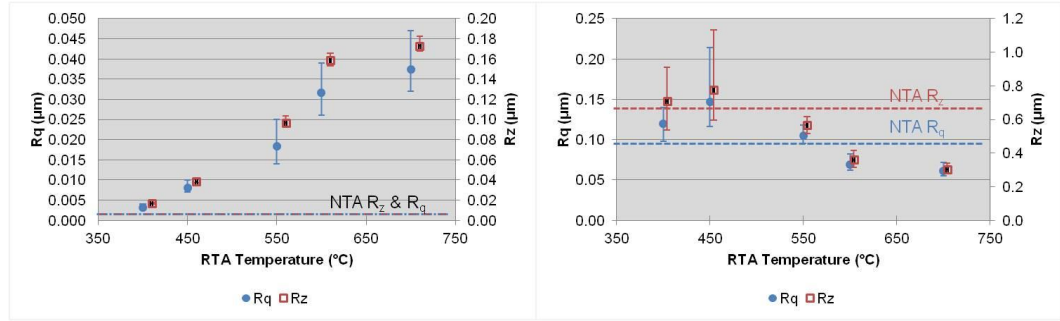 0.050
0.045
0.040
0.035
0.030
0.025
0.020
0.015
0.010
0.005
0.000
Rq (µm)
0.20
0.18
0.16
0.14
0.12
0.10
0.08
0.06
0.04
0.02
0.00
Rz (µm)
NTA Rz & Rq
350 450 550 650 750
RTA Temperature (°C)
Rq Rz
0.25
0.20
0.15
0.10
0.05
0.00
Rq (µm)
1.2
1.0
0.8
0.6
0.4
0.2
0.0
Rz (µm)
NTA Rz
NTA Rq
350 450 550 650 750
RTA Temperature (°C)
Rq Rz